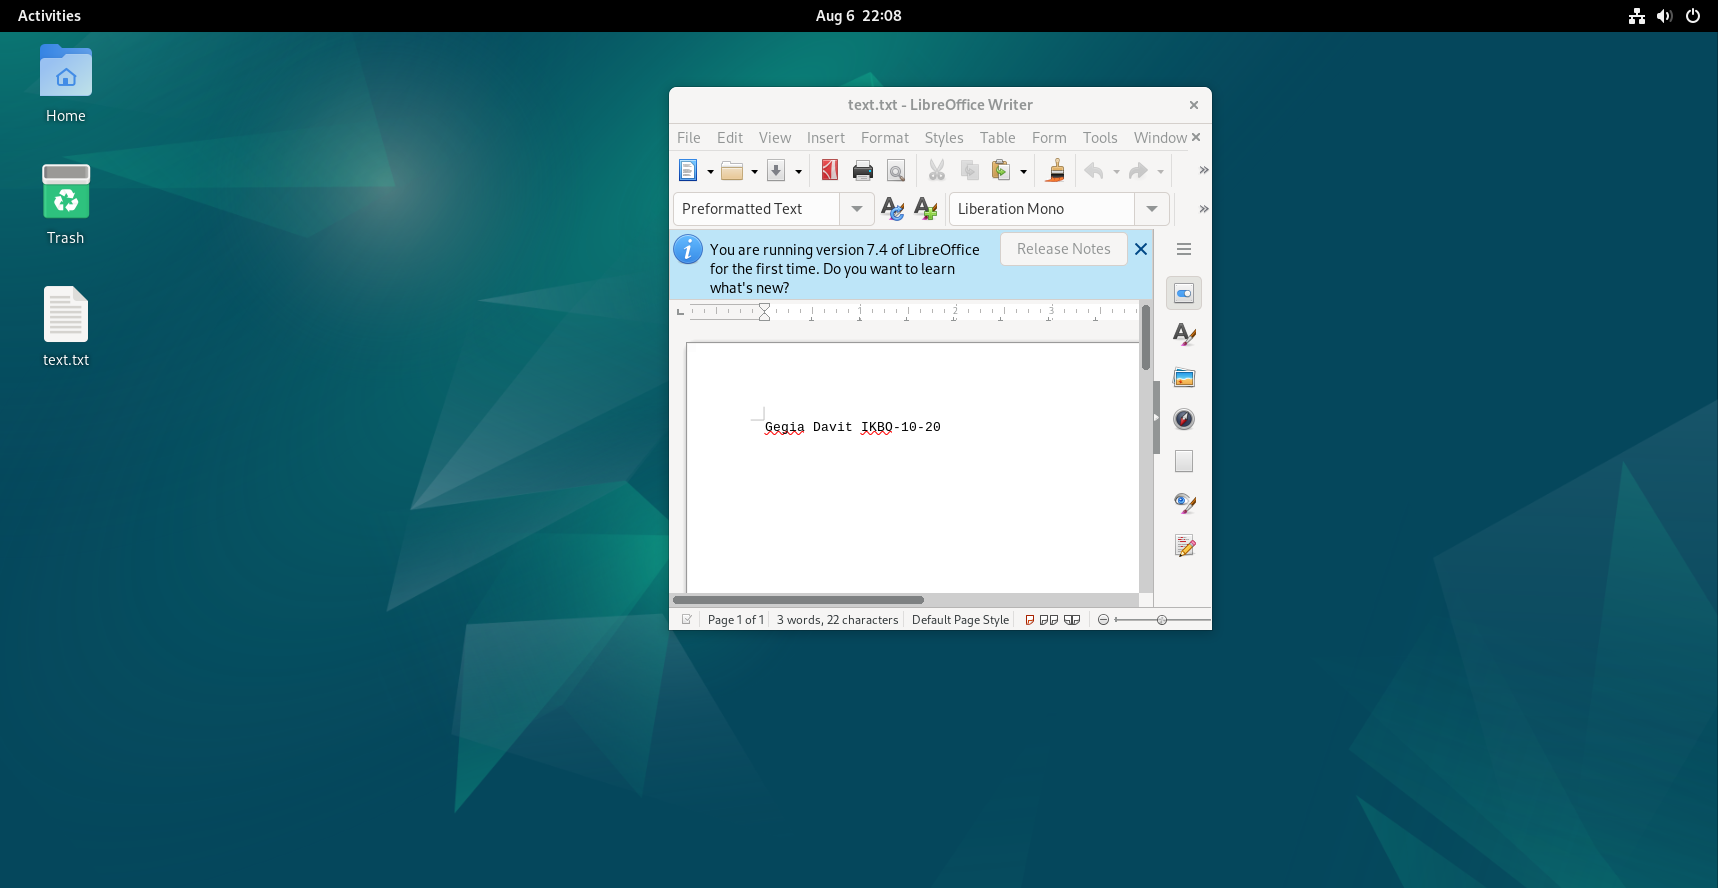 Activities
Aug 6 22:08
Home
Trash
text.txt
text.txt - LibreOffice Writer
File Edit View Insert Format Styles Table Form Tools Window
Preformatted Text
Liberation Mono
You are running version 7.4 of LibreOffice
for the first time. Do you want to learn
what's new?
Release Notes
1 2 3
Gegia Davit IKBO-10-20
Page 1 of 1
3 words, 22 characters
Default Page Style